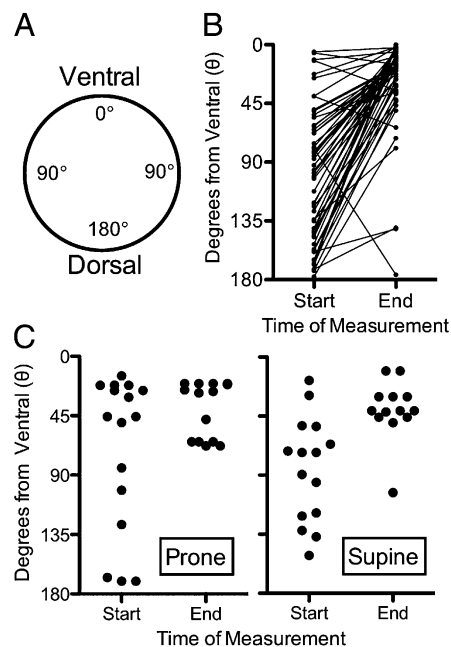 A
Ventral
0°
90° 90°
180°
Dorsal
B
Degrees from Ventral (θ)
0
45
90
135
180
Start End
Time of Measurement
C
Degrees from Ventral (θ)
0
45
90
135
180
Prone Supine
Start End Start End
Time of Measurement